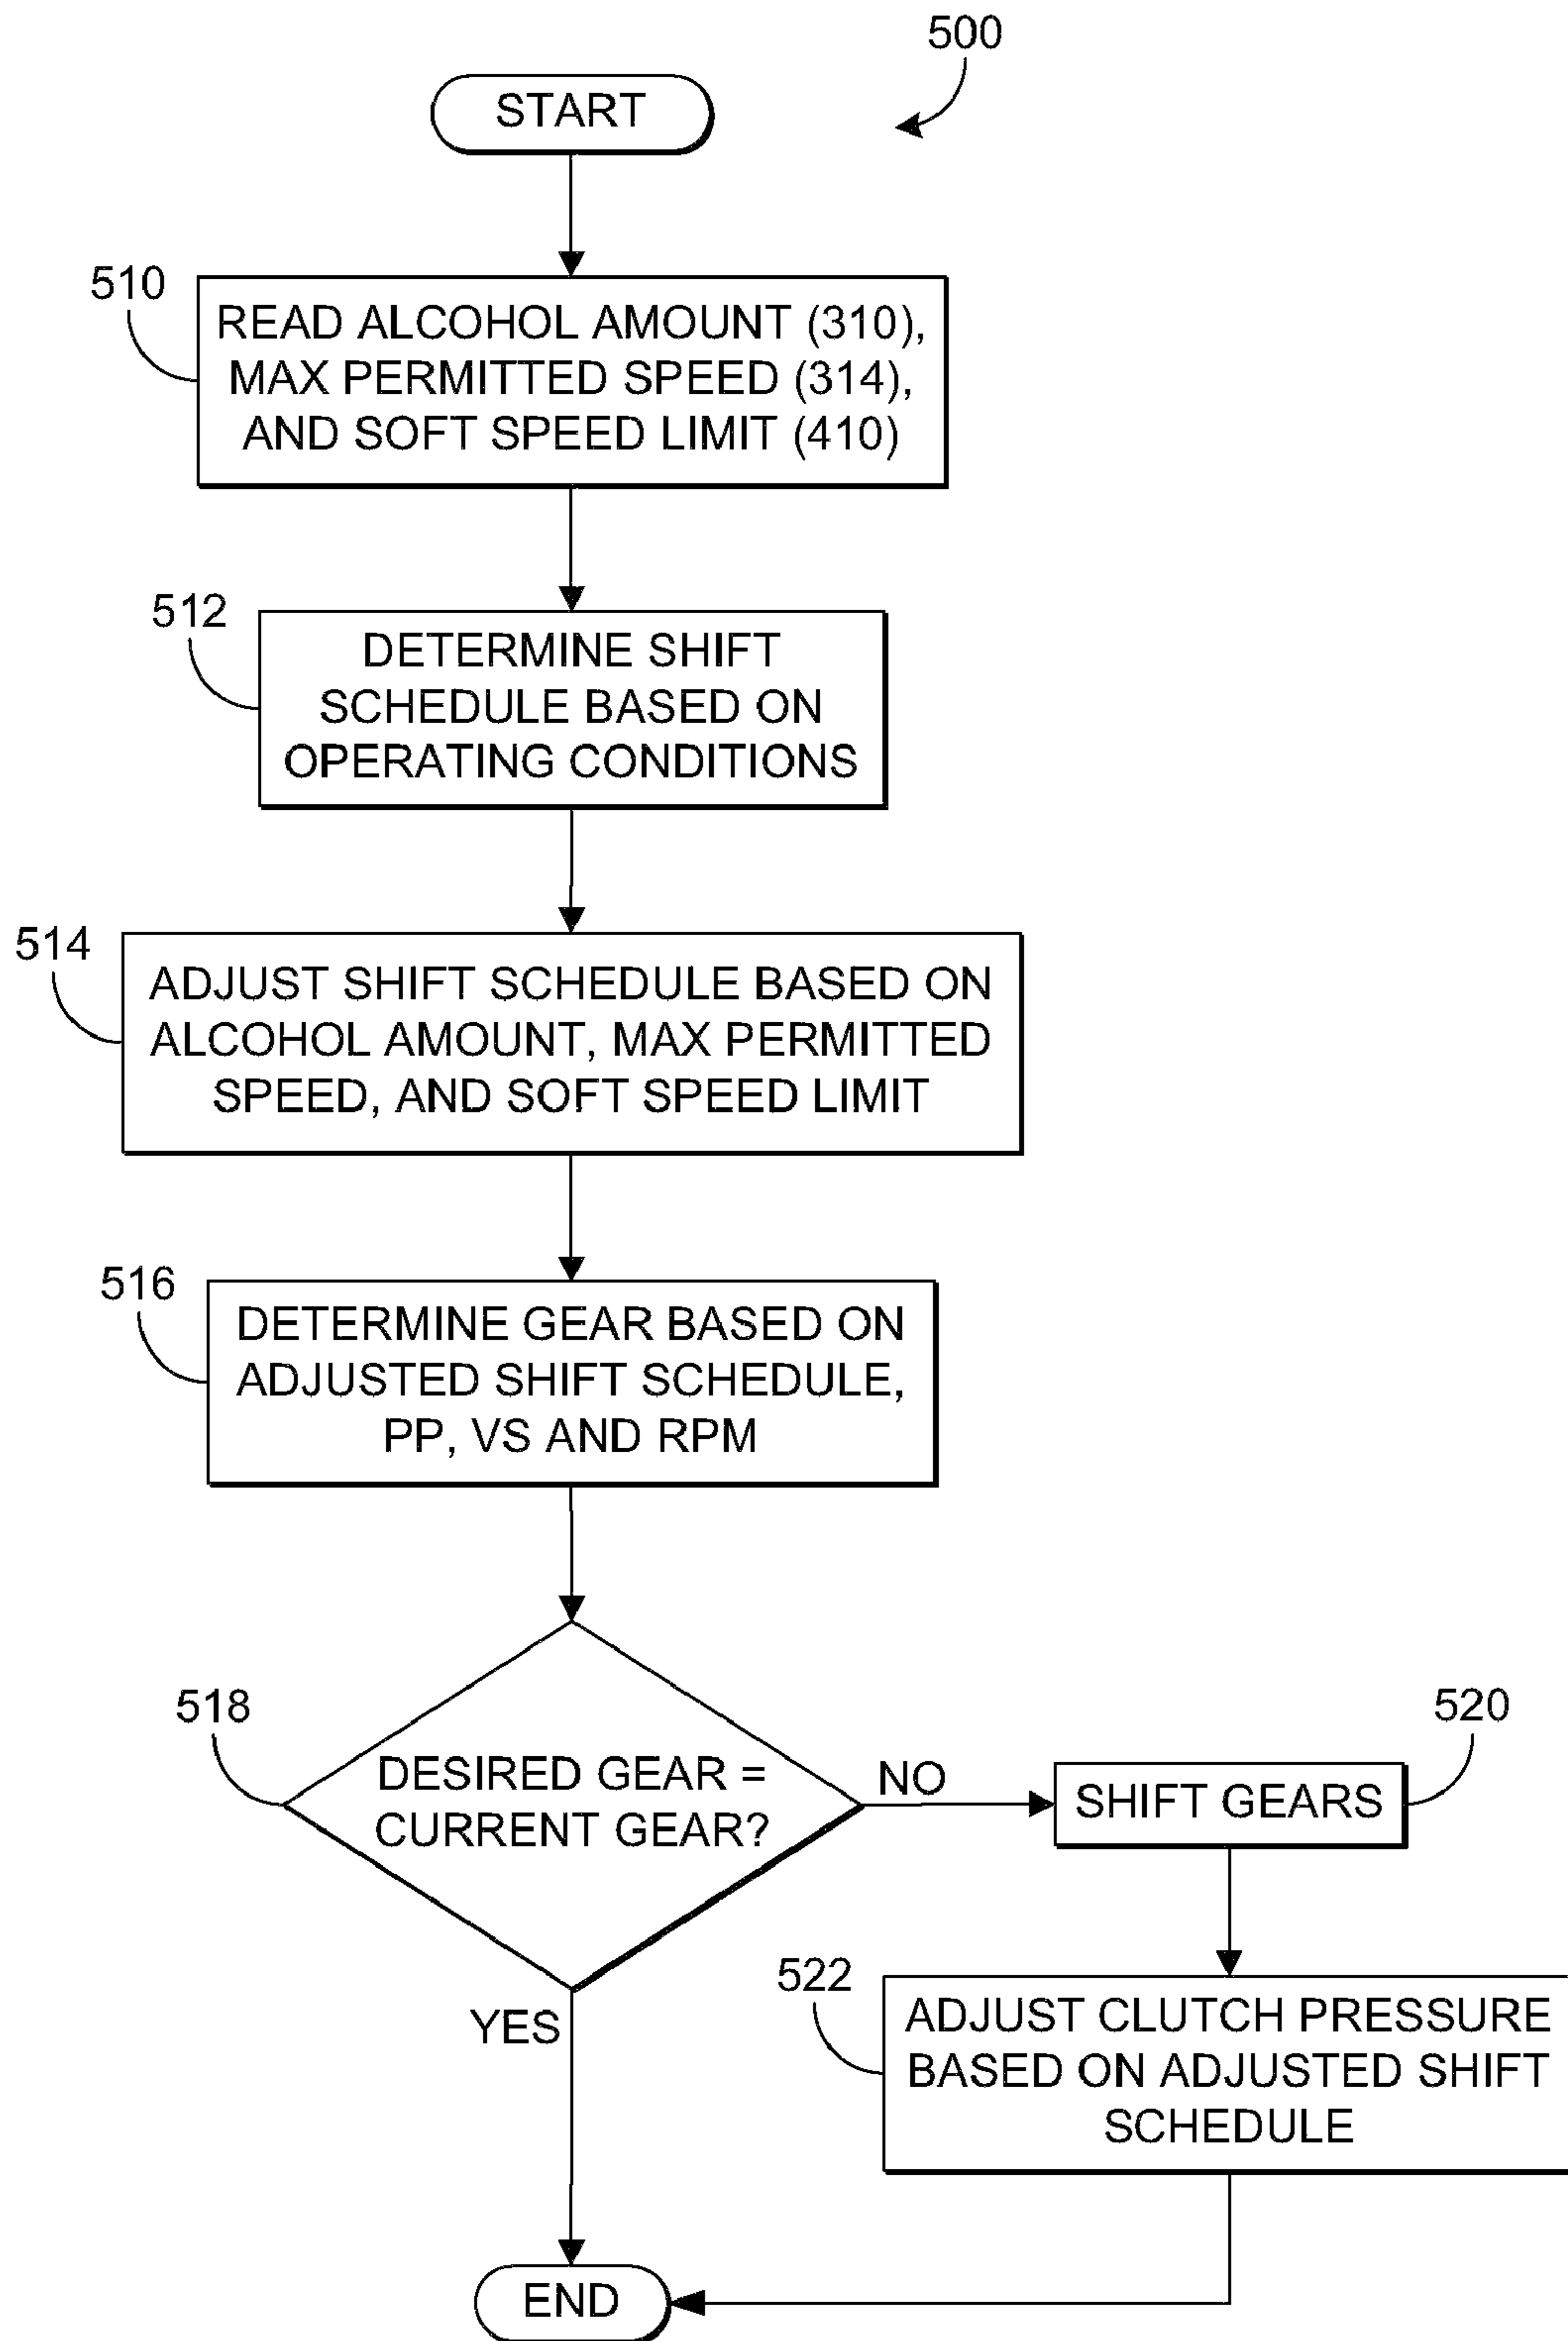 500
START
510
READ ALCOHOL AMOUNT (310),
MAX PERMITTED SPEED (314),
AND SOFT SPEED LIMIT (410)
512
DETERMINE SHIFT
SCHEDULE BASED ON
OPERATING CONDITIONS
514
ADJUST SHIFT SCHEDULE BASED ON
ALCOHOL AMOUNT, MAX PERMITTED
SPEED, AND SOFT SPEED LIMIT
516
DETERMINE GEAR BASED ON
ADJUSTED SHIFT SCHEDULE,
PP, VS AND RPM
518
DESIRED GEAR =
CURRENT GEAR?
NO
520
SHIFT GEARS
522
ADJUST CLUTCH PRESSURE
BASED ON ADJUSTED SHIFT
SCHEDULE
YES
END